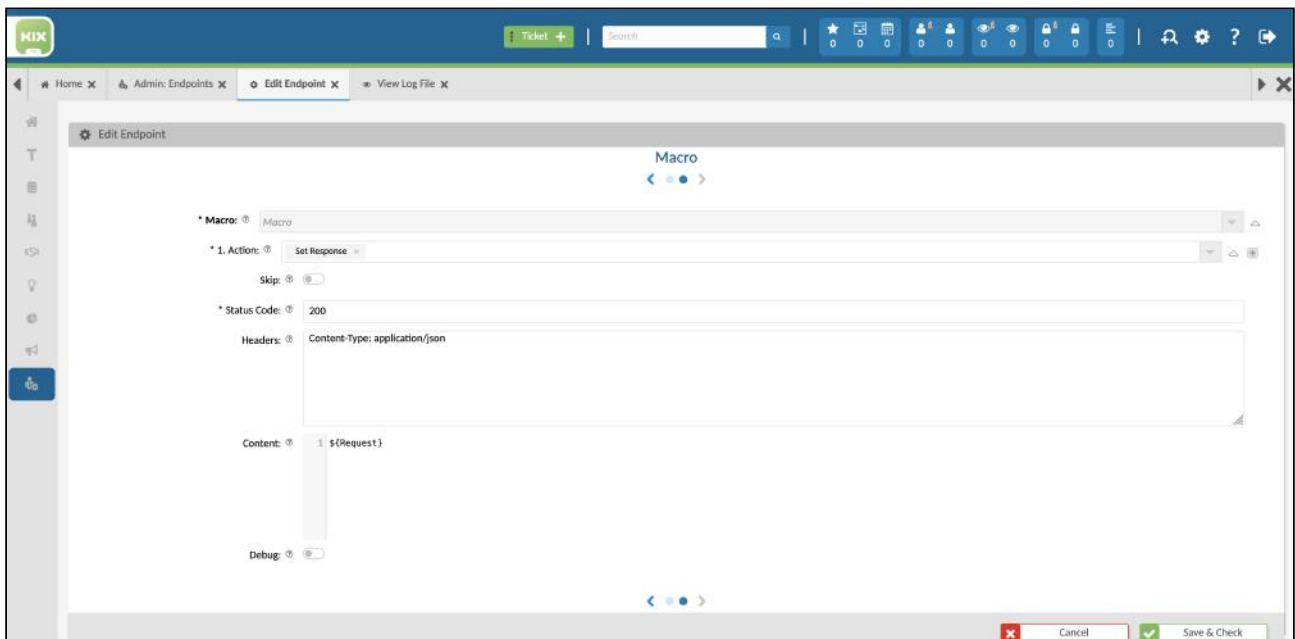 KIX
Ticket +
Search
0 0 0 0 0 0 0 0 0 0
?
Home
Admin: Endpoints
Edit Endpoint
View Log File
Edit Endpoint
Macro
* Macro: Macro
* 1. Action: Set Response
Skip:
* Status Code: 200
Headers: Content-Type: application/json
Content: 1 ${Request}
Debug:
Cancel
Save & Check